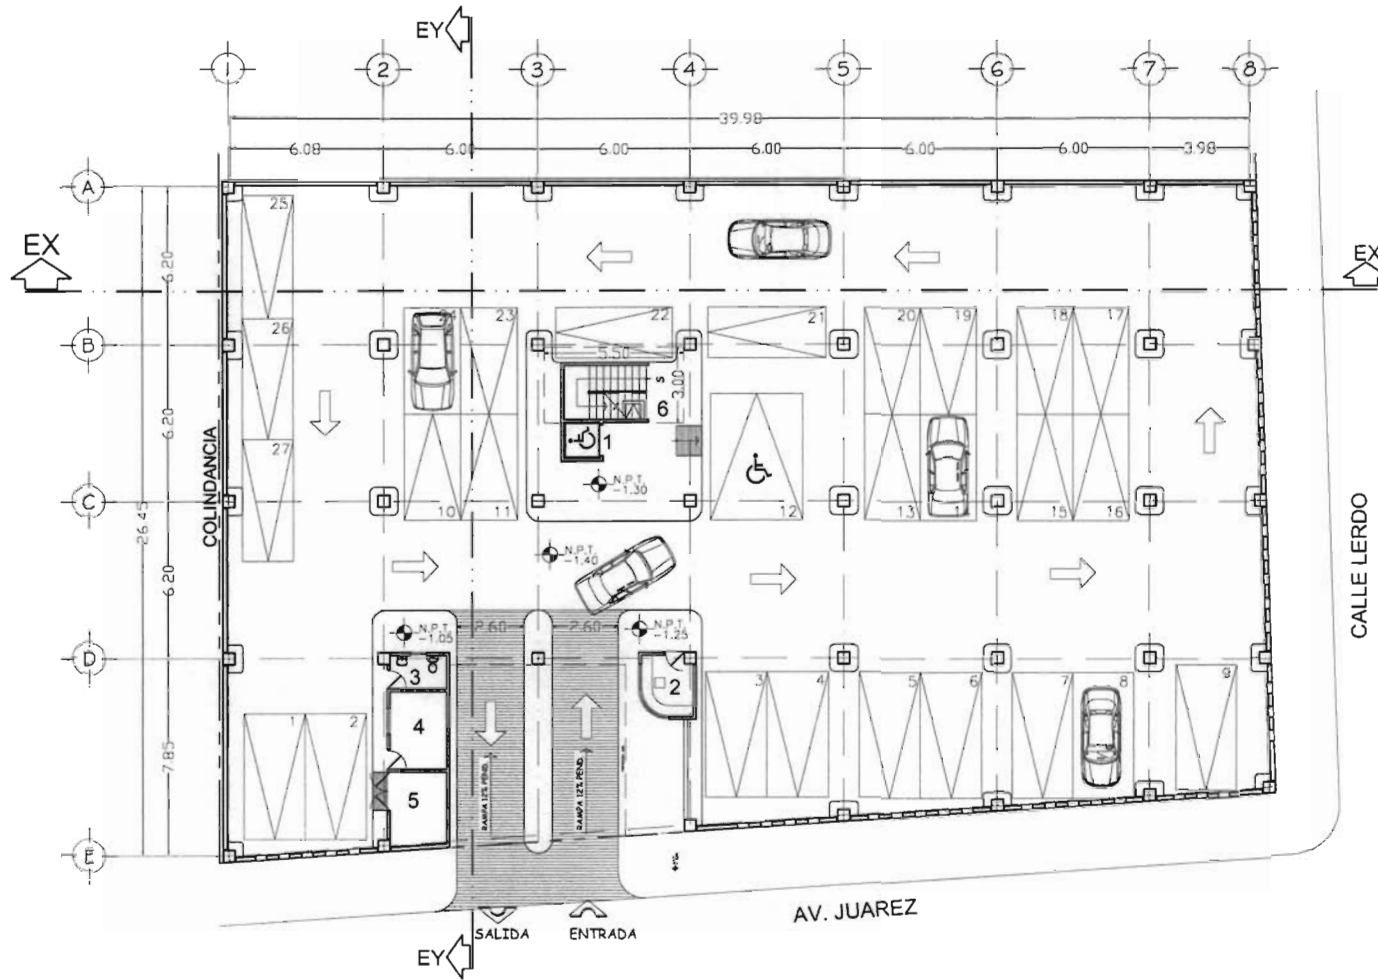 EY
1 2 3 4 5 6 7 8
39.98
6.08 6.00 6.00 6.00 6.00 6.00 3.98
A
25
EX
EX
6.20
24 23 22 21 20 19 18 17
B
26
5.50
3.00
S
6
6.20
27
1
COLINDANCIA
N.P.T.
-1.30
C
10 11 12 13 15 16
26.45
N.P.T.
-1.40
6.20
CALLE LERDO
N.P.T.
-1.05
2.60 2.60
N.P.T.
-1.25
D
3
2
3 4 5 6 7 8 9
1 2
4
7.85
RAMPA 12% PEND.
RAMPA 12% PEND.
5
E
AV. JUAREZ
SALIDA ENTRADA
EY